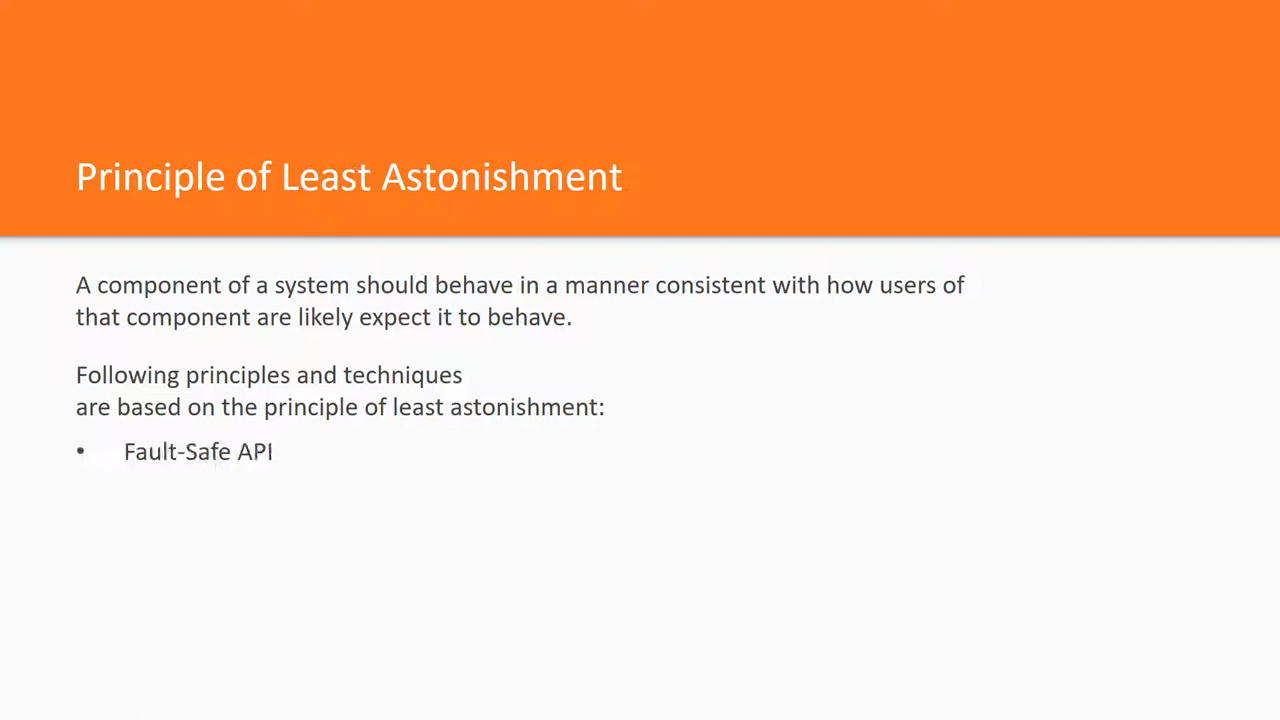 Principle of Least Astonishment
A component of a system should behave in a manner consistent with how users of
that component are likely expect it to behave.
Following principles and techniques
are based on the principle of least astonishment:
• Fault-Safe API